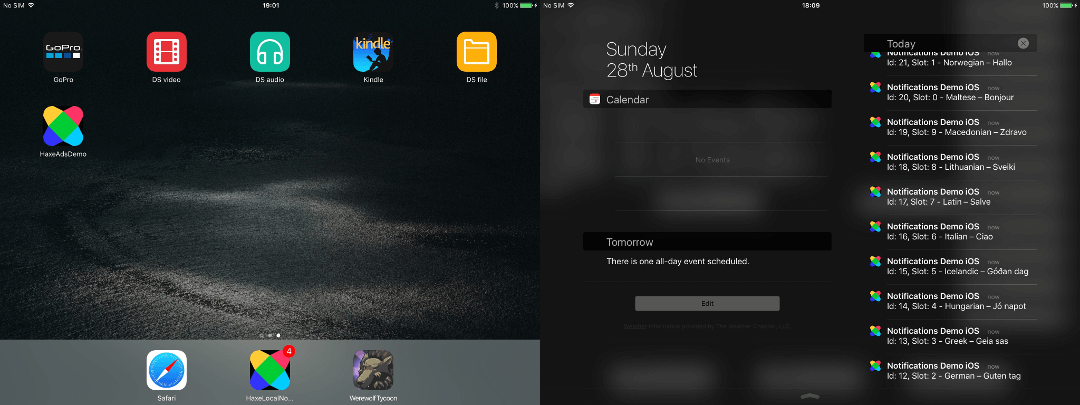 No SIM
19:01
100%
GoPro
GoPro
DS video
DS audio
kindle
Kindle
DS file
HaxeAdsDemo
4
Safari
HaxeLocalNo...
WerewolfTycoon
No SIM
18:09
100%
Sunday
28th August
Calendar
No Events
Tomorrow
There is one all-day event scheduled.
Edit
Today
Id: 21, Slot: 1 - Norwegian – Hallo
Notifications Demo iOS now
Id: 20, Slot: 0 - Maltese – Bonjour
Notifications Demo iOS now
Id: 19, Slot: 9 - Macedonian – Zdravo
Notifications Demo iOS now
Id: 18, Slot: 8 - Lithuanian – Sveiki
Notifications Demo iOS now
Id: 17, Slot: 7 - Latin – Salve
Notifications Demo iOS now
Id: 16, Slot: 6 - Italian – Ciao
Notifications Demo iOS now
Id: 15, Slot: 5 - Icelandic – Góðan dag
Notifications Demo iOS now
Id: 14, Slot: 4 - Hungarian – Jó napot
Notifications Demo iOS now
Id: 13, Slot: 3 - Greek – Geia sas
Notifications Demo iOS now
Id: 12, Slot: 2 - German – Guten tag